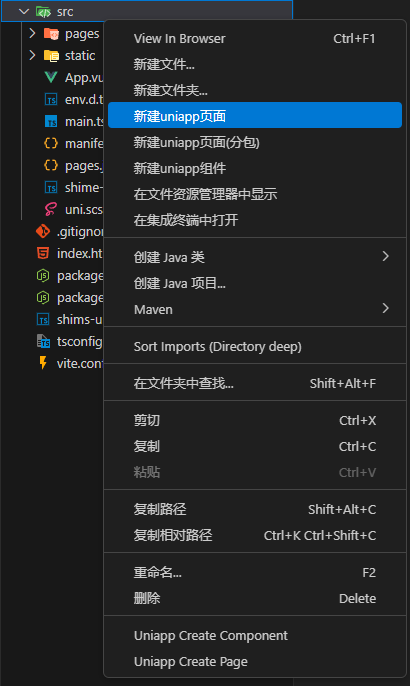 src
pages
static
App.vu
env.d.t
main.ts
manife
pages.j
shime-
uni.scs
.gitignor
index.ht
package
package
shims-u
tsconfig
vite.con
View In Browser Ctrl+F1
新建文件...
新建文件夹...
新建uniapp页面
新建uniapp页面(分包)
新建uniapp组件
在文件资源管理器中显示
在集成终端中打开
创建 Java 类
创建 Java 项目...
Maven
Sort Imports (Directory deep)
在文件夹中查找... Shift+Alt+F
剪切 Ctrl+X
复制 Ctrl+C
粘贴 Ctrl+V
复制路径 Shift+Alt+C
复制相对路径 Ctrl+K Ctrl+Shift+C
重命名... F2
删除 Delete
Uniapp Create Component
Uniapp Create Page